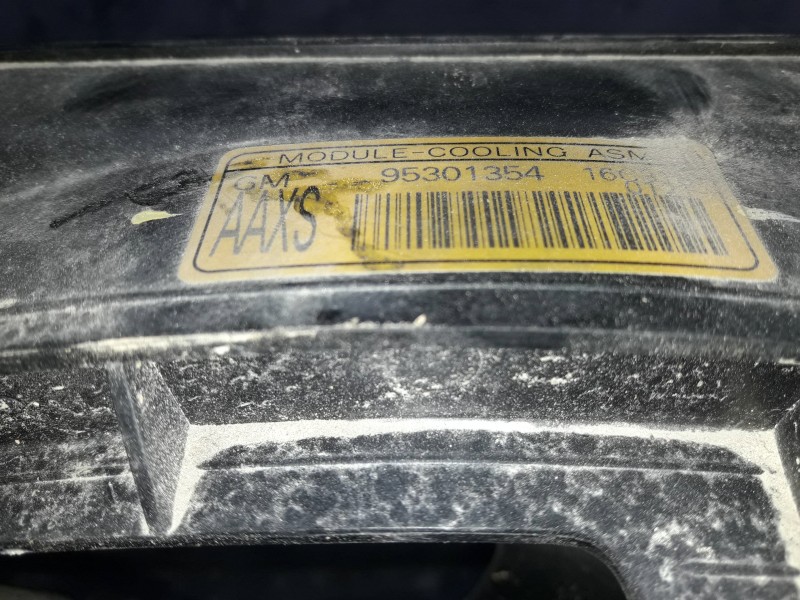 MODULE-COOLING ASM
GM 95301354
AAXS